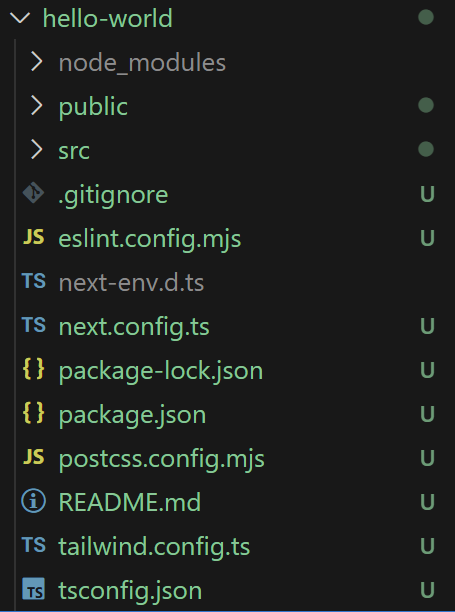 hello-world
node_modules
public
src
.gitignore U
JS eslint.config.mjs U
TS next-env.d.ts
TS next.config.ts U
{} package-lock.json U
{} package.json U
JS postcss.config.mjs U
README.md U
TS tailwind.config.ts U
TS tsconfig.json U